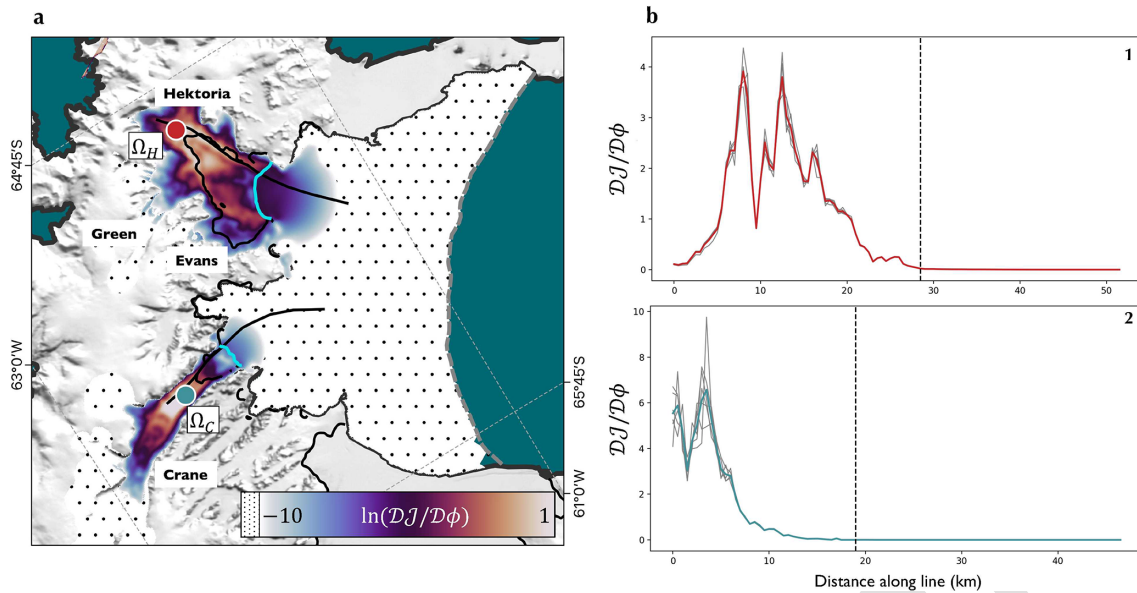 a
Hektoria
Ω_H
Green
Evans
Ω_C
Crane
64°45'S
63°0'W
65°45'S
61°0'W
−10 ln(𝒟𝒥/𝒟ϕ) 1
b
1
𝒟𝒥/𝒟ϕ
4
3
2
1
0
0 10 20 30 40 50
2
𝒟𝒥/𝒟ϕ
10
8
6
4
2
0
0 10 20 30 40
Distance along line (km)